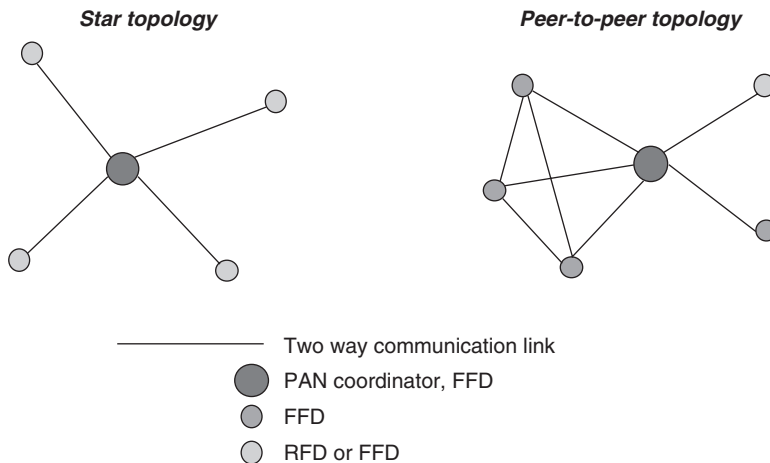 Star topology
Peer-to-peer topology
Two way communication link
PAN coordinator, FFD
FFD
RFD or FFD